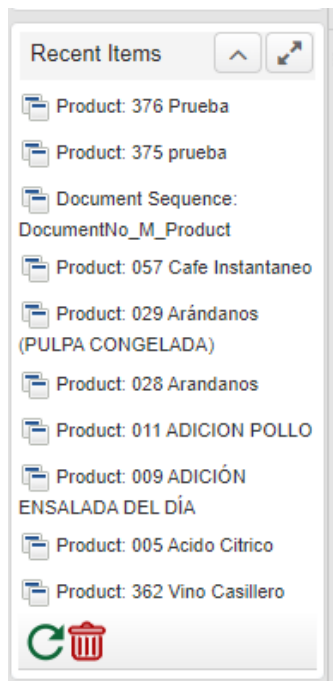 Recent Items
Product: 376 Prueba
Product: 375 prueba
Document Sequence:
DocumentNo_M_Product
Product: 057 Cafe Instantaneo
Product: 029 Arándanos
(PULPA CONGELADA)
Product: 028 Arandanos
Product: 011 ADICION POLLO
Product: 009 ADICIÓN
ENSALADA DEL DÍA
Product: 005 Acido Citrico
Product: 362 Vino Casillero